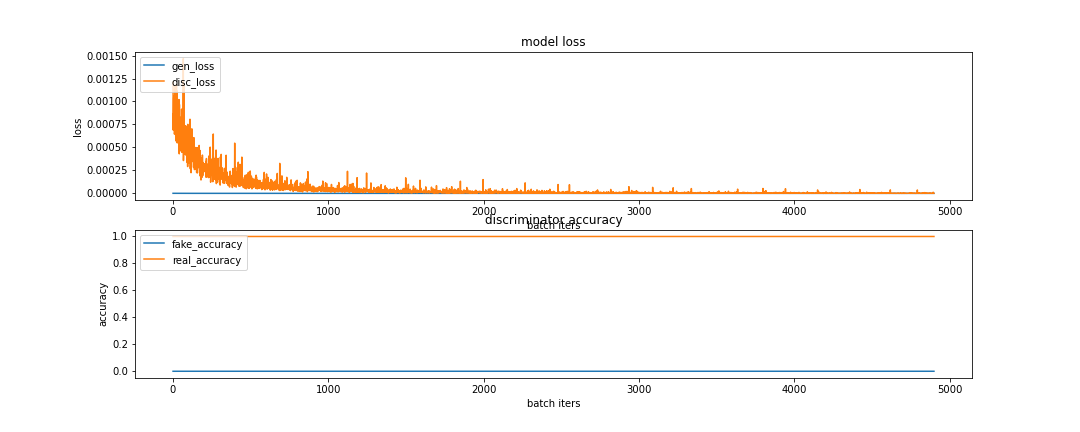 model loss
0.00150
0.00125
0.00100
0.00075
0.00050
0.00025
0.00000
loss
gen_loss
disc_loss
0 1000 2000 3000 4000 5000
batch iters
discriminator accuracy
1.0
0.8
0.6
0.4
0.2
0.0
accuracy
fake_accuracy
real_accuracy
0 1000 2000 3000 4000 5000
batch iters